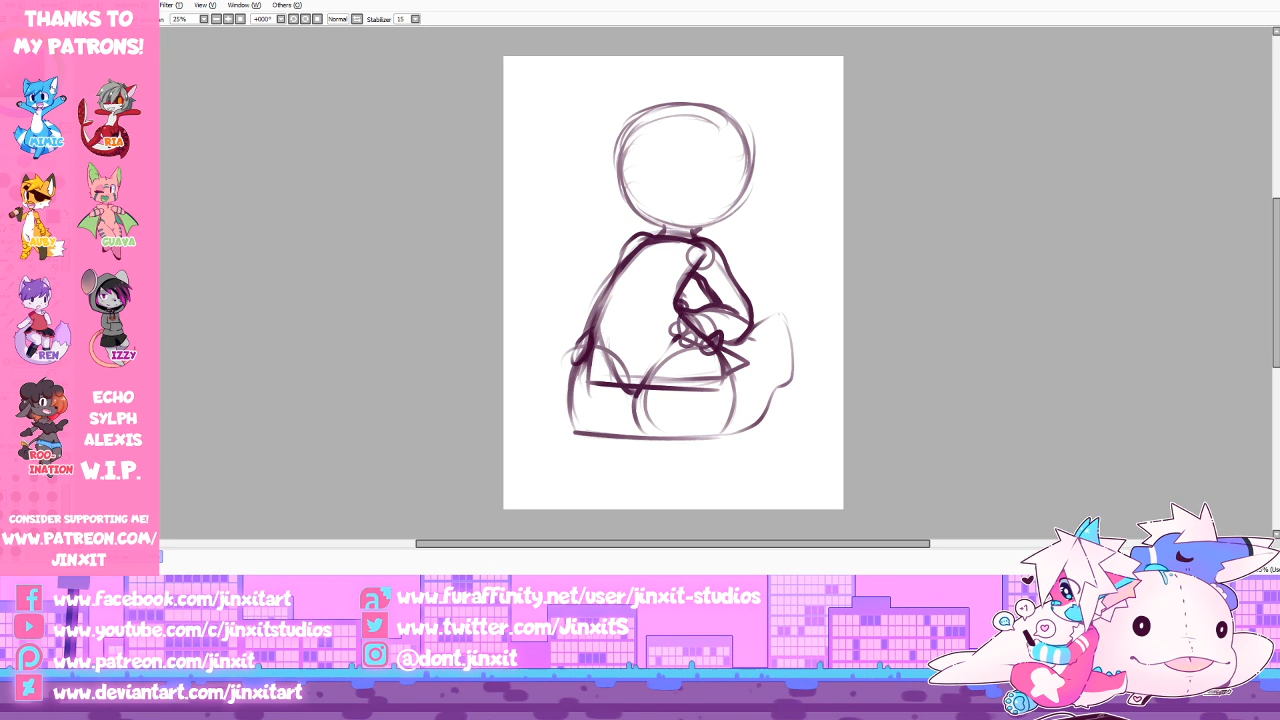 Filter (T) View (V) Window (W) Others (O)
25% +000° Normal Stabilizer 15
THANKS TO
MY PATRONS!
MIMIC
RIA
AUBY
GUAVA
REN
IZZY
ROO-
INATION
ECHO
SYLPH
ALEXIS
W.I.P.
CONSIDER SUPPORTING ME!
WWW.PATREON.COM/
JINXIT
www.facebook.com/jinxitart
www.youtube.com/c/jinxitstudios
www.patreon.com/jinxit
www.deviantart.com/jinxitart
www.furaffinity.net/user/jinxit-studios
www.twitter.com/JinxitS
@dont.jinxit